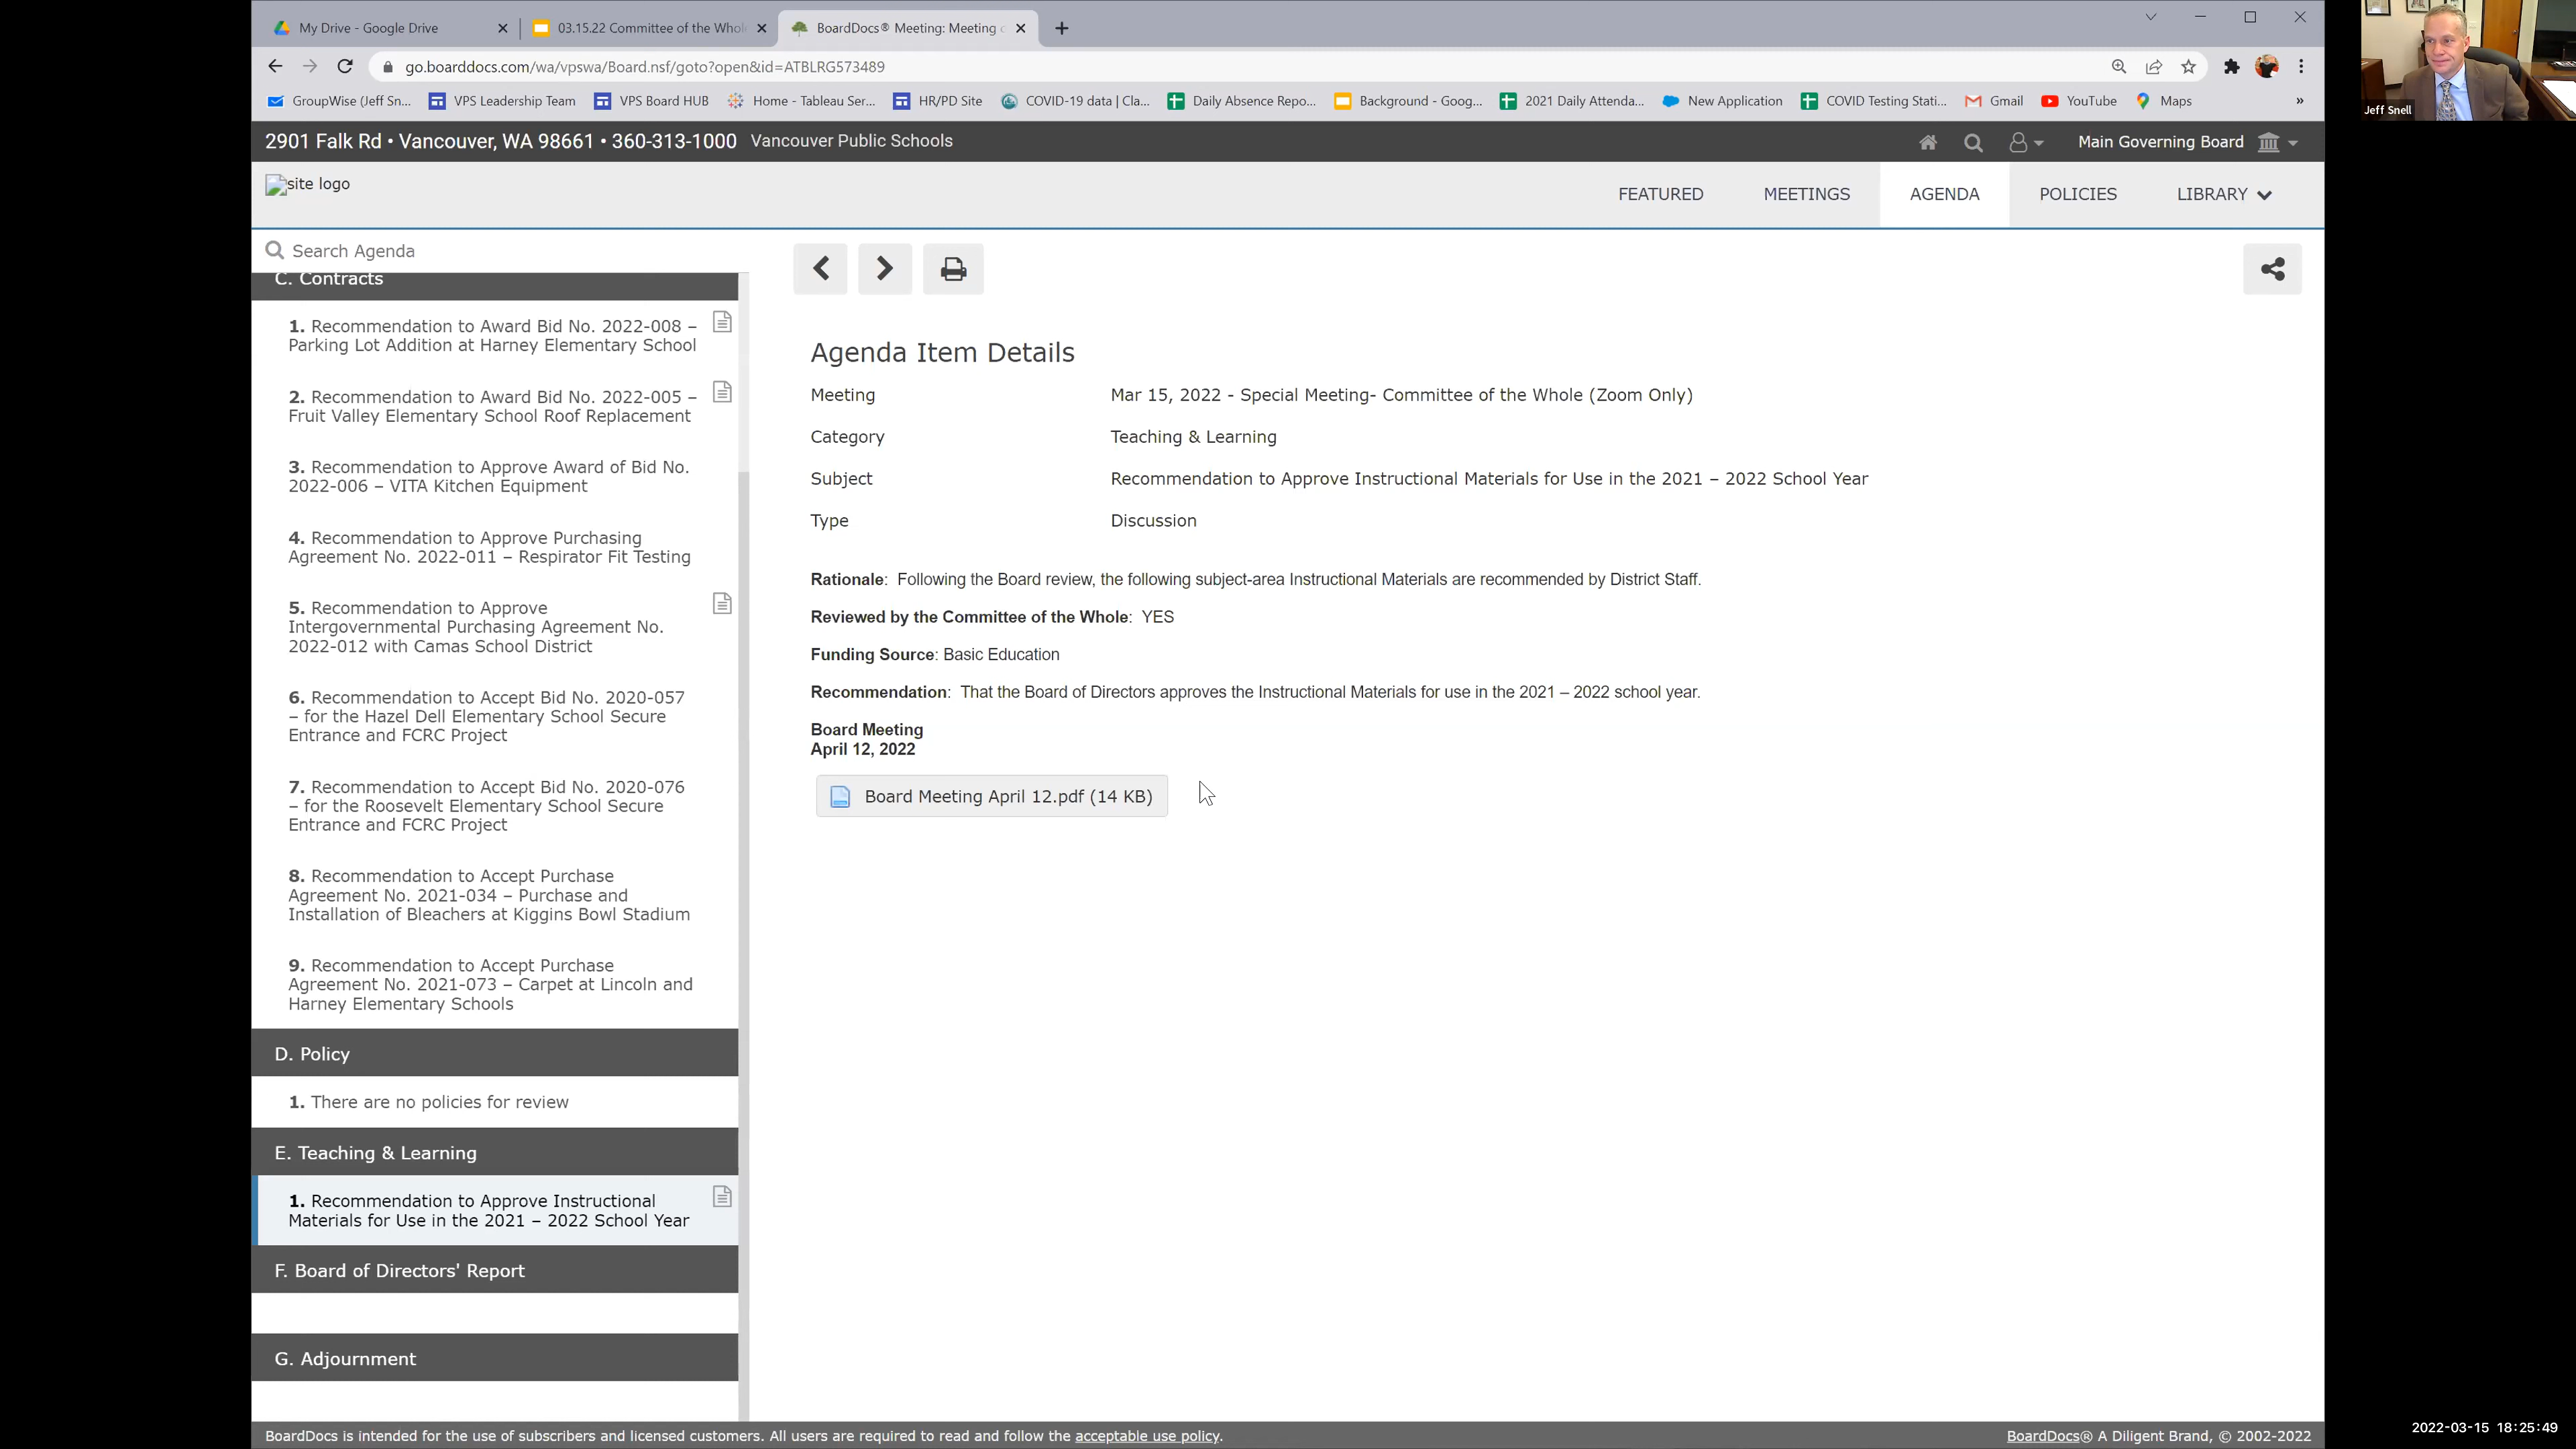 My Drive - Google Drive
03.15.22 Committee of the Whol
BoardDocs® Meeting: Meeting
go.boarddocs.com/wa/vpswa/Board.nsf/goto?open&id=ATBLRG573489
GroupWise (Jeff Sn...
VPS Leadership Team
VPS Board HUB
Home - Tableau Ser...
HR/PD Site
COVID-19 data | Cla...
Daily Absence Repo...
Background - Goog...
2021 Daily Attenda...
New Application
COVID Testing Stati...
Gmail
YouTube
Maps
»
Jeff Snell
2901 Falk Rd • Vancouver, WA 98661 • 360-313-1000 Vancouver Public Schools
Main Governing Board
site logo
FEATURED
MEETINGS
AGENDA
POLICIES
LIBRARY
Search Agenda
C. Contracts
1. Recommendation to Award Bid No. 2022-008 –
Parking Lot Addition at Harney Elementary School
2. Recommendation to Award Bid No. 2022-005 –
Fruit Valley Elementary School Roof Replacement
3. Recommendation to Approve Award of Bid No.
2022-006 – VITA Kitchen Equipment
4. Recommendation to Approve Purchasing
Agreement No. 2022-011 – Respirator Fit Testing
5. Recommendation to Approve
Intergovernmental Purchasing Agreement No.
2022-012 with Camas School District
6. Recommendation to Accept Bid No. 2020-057
– for the Hazel Dell Elementary School Secure
Entrance and FCRC Project
7. Recommendation to Accept Bid No. 2020-076
– for the Roosevelt Elementary School Secure
Entrance and FCRC Project
8. Recommendation to Accept Purchase
Agreement No. 2021-034 – Purchase and
Installation of Bleachers at Kiggins Bowl Stadium
9. Recommendation to Accept Purchase
Agreement No. 2021-073 – Carpet at Lincoln and
Harney Elementary Schools
D. Policy
1. There are no policies for review
E. Teaching & Learning
1. Recommendation to Approve Instructional
Materials for Use in the 2021 – 2022 School Year
F. Board of Directors' Report
G. Adjournment
Agenda Item Details
Meeting Mar 15, 2022 - Special Meeting- Committee of the Whole (Zoom Only)
Category Teaching & Learning
Subject Recommendation to Approve Instructional Materials for Use in the 2021 – 2022 School Year
Type Discussion
Rationale: Following the Board review, the following subject-area Instructional Materials are recommended by District Staff.
Reviewed by the Committee of the Whole: YES
Funding Source: Basic Education
Recommendation: That the Board of Directors approves the Instructional Materials for use in the 2021 – 2022 school year.
Board Meeting
April 12, 2022
Board Meeting April 12.pdf (14 KB)
BoardDocs is intended for the use of subscribers and licensed customers. All users are required to read and follow the acceptable use policy.
BoardDocs® A Diligent Brand, © 2002-2022
2022-03-15 18:25:49